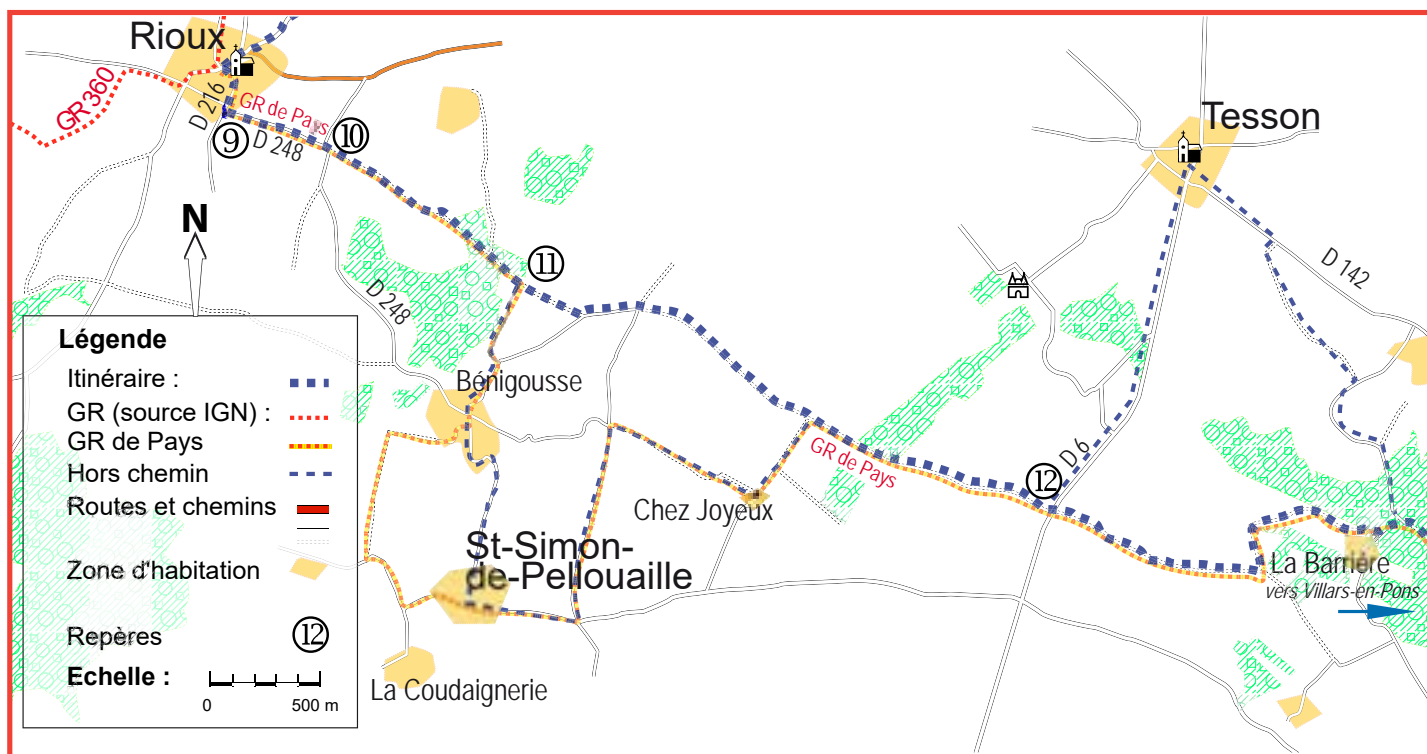 Rioux
GR 360
D 216
GR de Pays
⑨
D 248
⑩
Tesson
N
⑪
D 248
D 142
Légende
Itinéraire :
GR (source IGN) :
GR de Pays
Hors chemin
Routes et chemins
Zone d'habitation
Repères ⑫
Echelle :
0 500 m
Bénigousse
Chez Joyeux
GR de Pays
⑫
D 6
St-Simon-
de-Pellouaille
La Coudaignerie
La Barrière
vers Villars-en-Pons